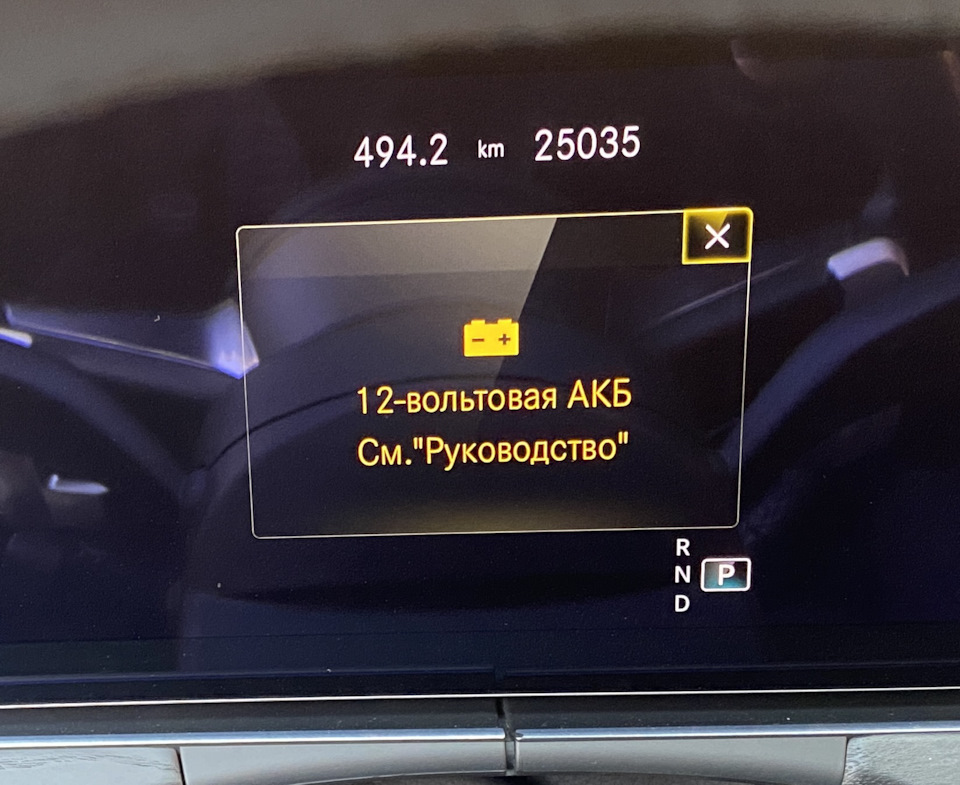 494.2 km 25035
12-вольтовая АКБ
См."Руководство"
R
N P
D